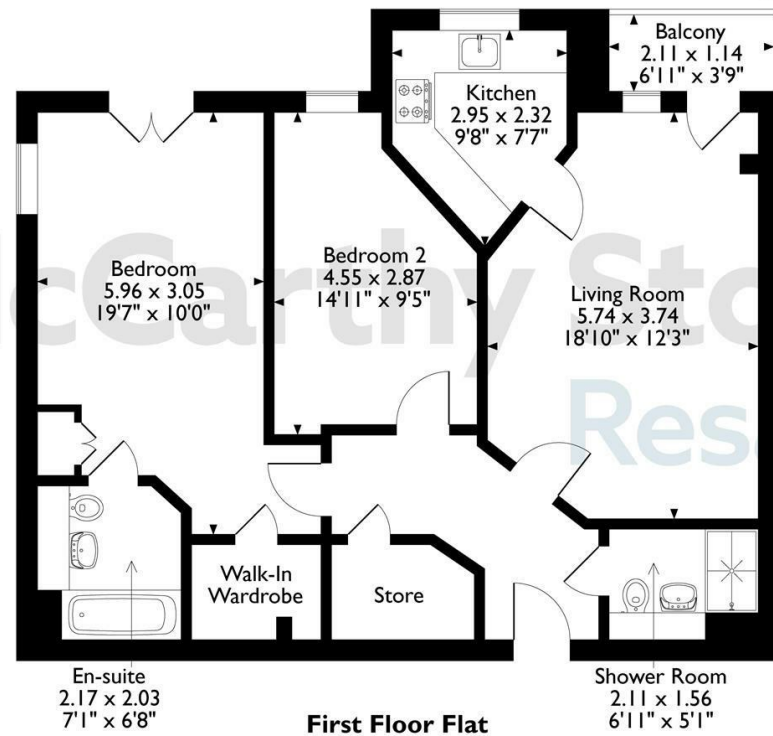 Balcony
2.11 x 1.14
6'11" x 3'9"
Kitchen
2.95 x 2.32
9'8" x 7'7"
Bedroom
5.96 x 3.05
19'7" x 10'0"
Bedroom 2
4.55 x 2.87
14'11" x 9'5"
Living Room
5.74 x 3.74
18'10" x 12'3"
cCarthy Sto
Res
Walk-In
Wardrobe
Store
En-suite
2.17 x 2.03
7'1" x 6'8"
First Floor Flat
Shower Room
2.11 x 1.56
6'11" x 5'1"